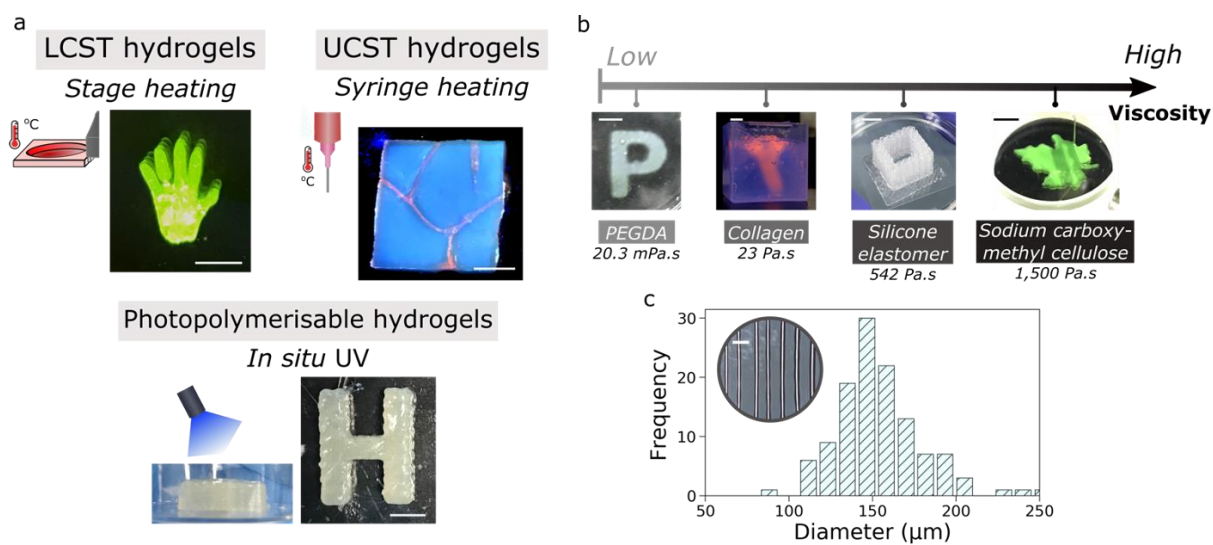 a
LCST hydrogels
Stage heating
°C
UCST hydrogels
Syringe heating
°C
Photopolymerisable hydrogels
In situ UV
b
Low
High
Viscosity
PEGDA
20.3 mPa.s
Collagen
23 Pa.s
Silicone
elastomer
542 Pa.s
Sodium carboxy-
methyl cellulose
1,500 Pa.s
c
Frequency
30
20
10
0
50
100
150
200
250
Diameter (μm)